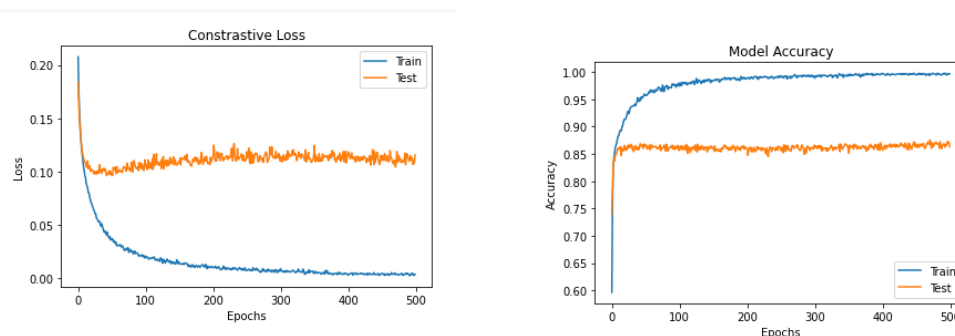 Constrastive Loss
0.20
0.15
0.10
0.05
0.00
Loss
Train
Test
0 100 200 300 400 500
Epochs
Model Accuracy
1.00
0.95
0.90
0.85
0.80
0.75
0.70
0.65
0.60
Accuracy
Train
Test
0 100 200 300 400 500
Epochs